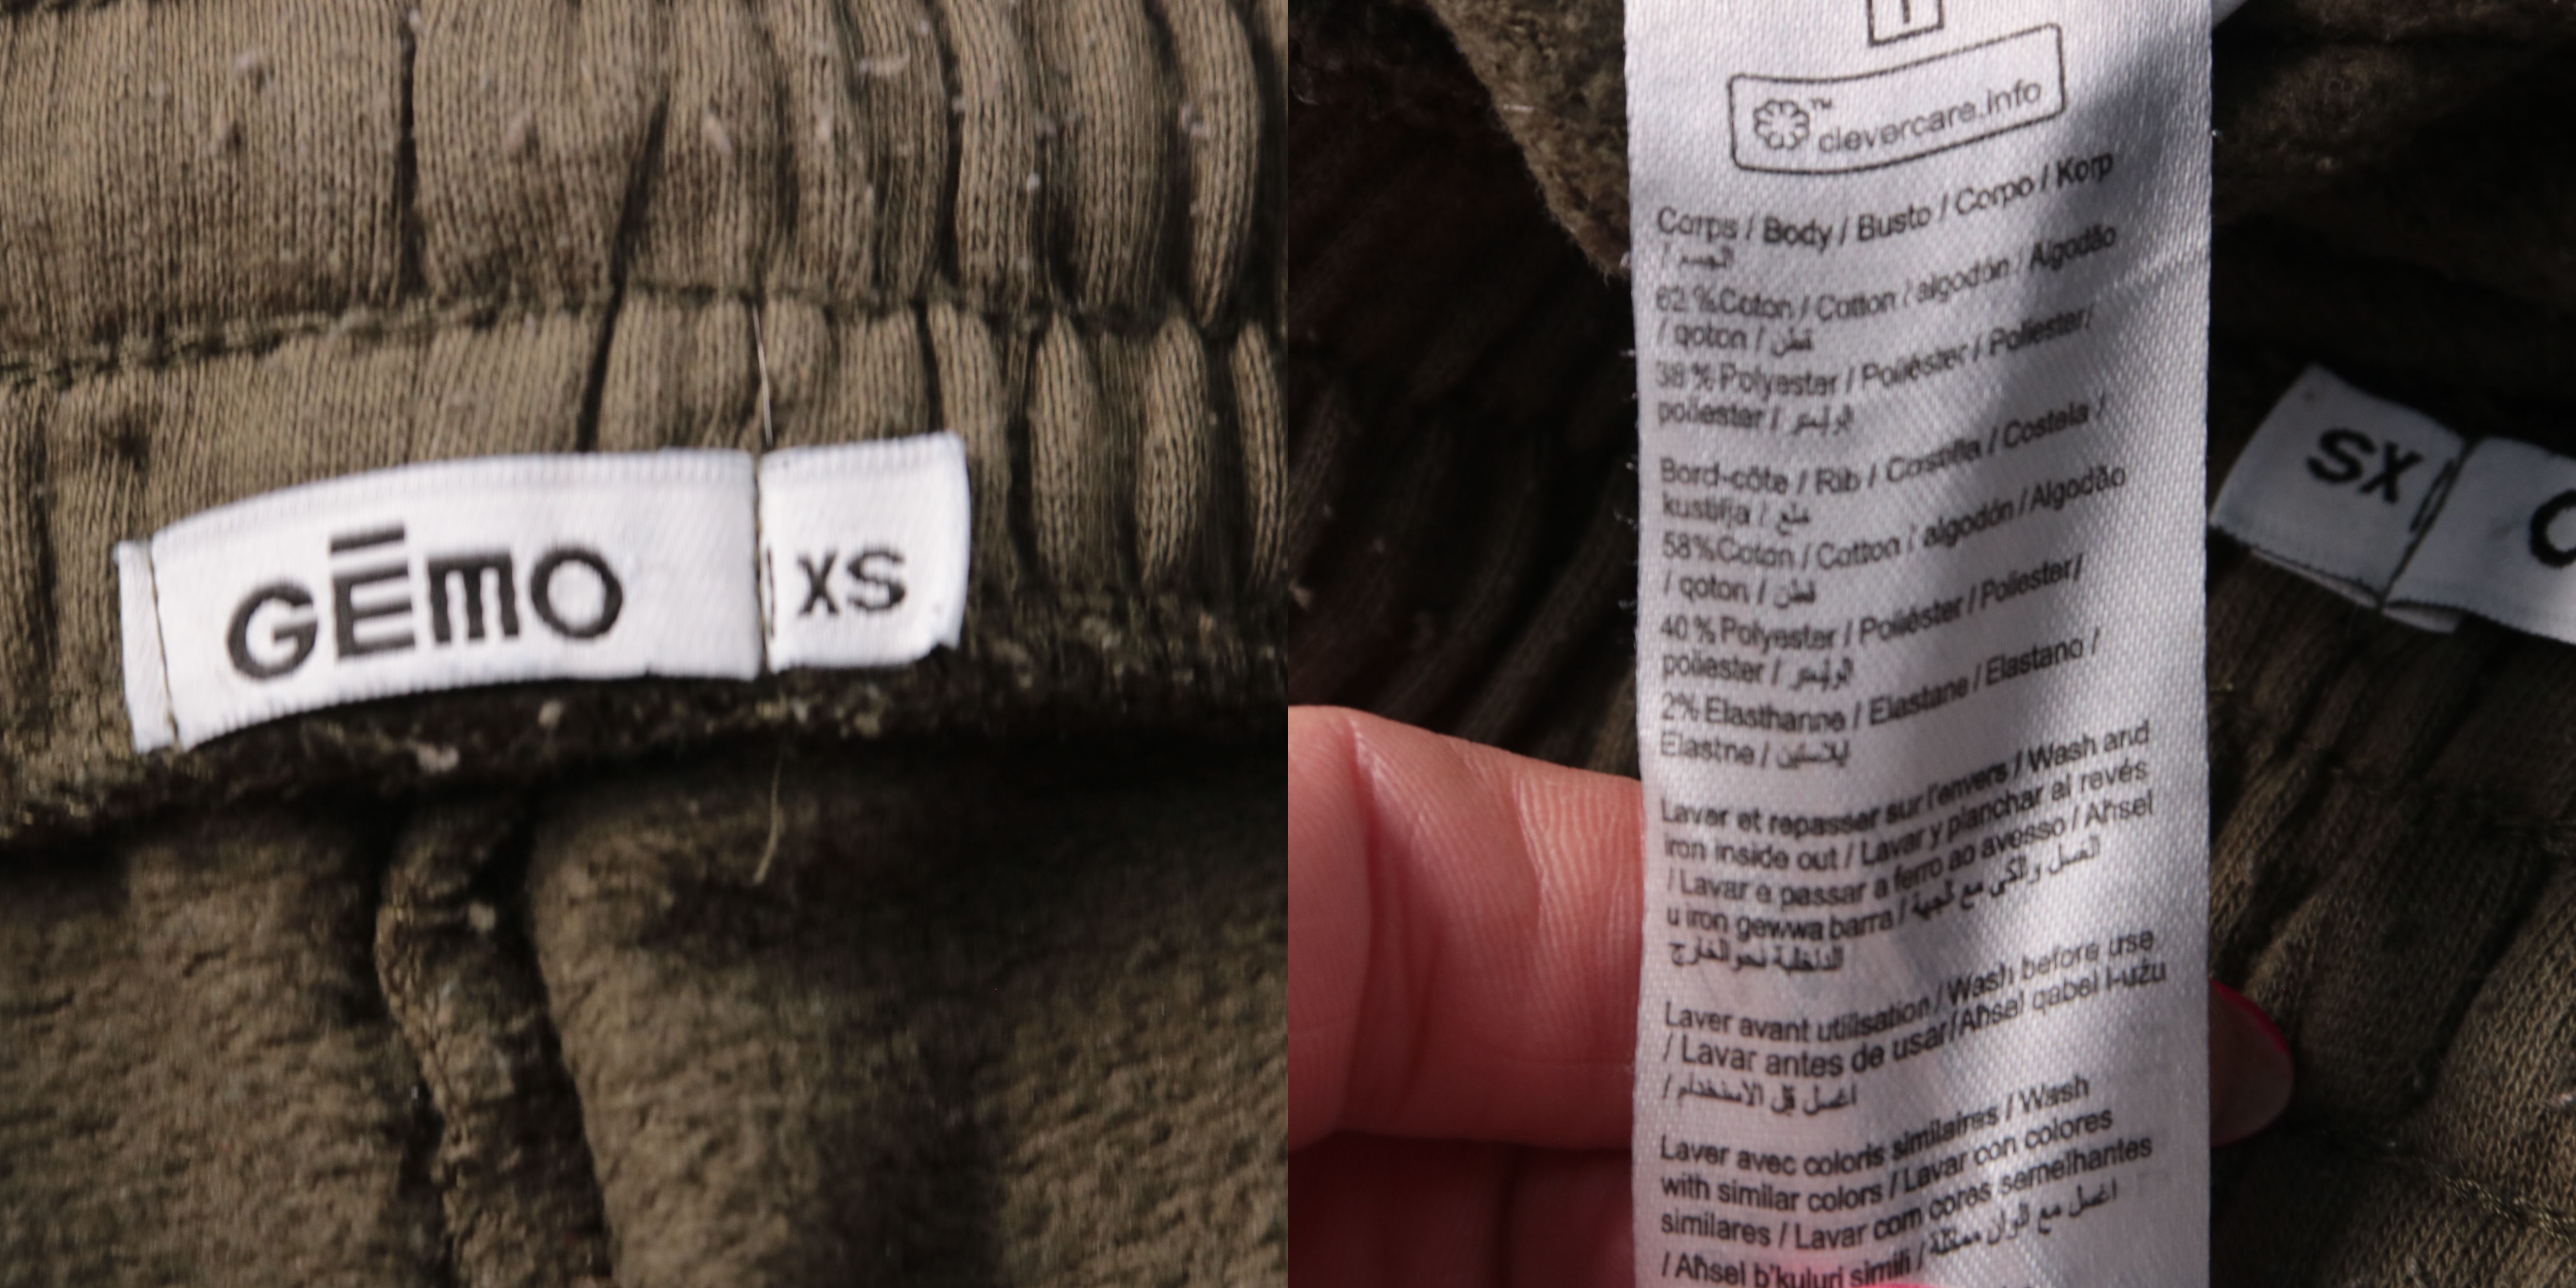 GĒMO
XS
™
clevercare.info
Corps / Body / Busto / Corpo / Korp
/ الجسم
62 % Coton / Cotton / algodón / Algodão
/ qoton / قطن
38 % Polyester / Poliéster / Poliester/
poliester / بوليستر
Bord-côte / Rib / Costilla / Costela /
kustilja / ضلع
58% Coton / Cotton / algodón / Algodão
/ qoton / قطن
40 % Polyester / Poliéster / Poliester/
poliester / بوليستر
2% Elasthanne / Elastane / Elastano /
Elastne / إيلاستين
Laver et repasser sur l'envers / Wash and
iron inside out / Lavar y planchar al revés
/ Lavar e passar a ferro ao avesso / Aħsel
u iron gewwa barra / الغسل والكي مع الجهة
الداخلية نحو الخارج
Laver avant utilisation / Wash before use
/ Lavar antes de usar/Aħsel qabel l-użu
/ اغسل قبل الاستخدام
Laver avec coloris similaires / Wash
with similar colors / Lavar con colores
similares / Lavar com cores semelhantes
/ Aħsel b'kuluri simili / اغسل مع ألوان مماثلة
XS